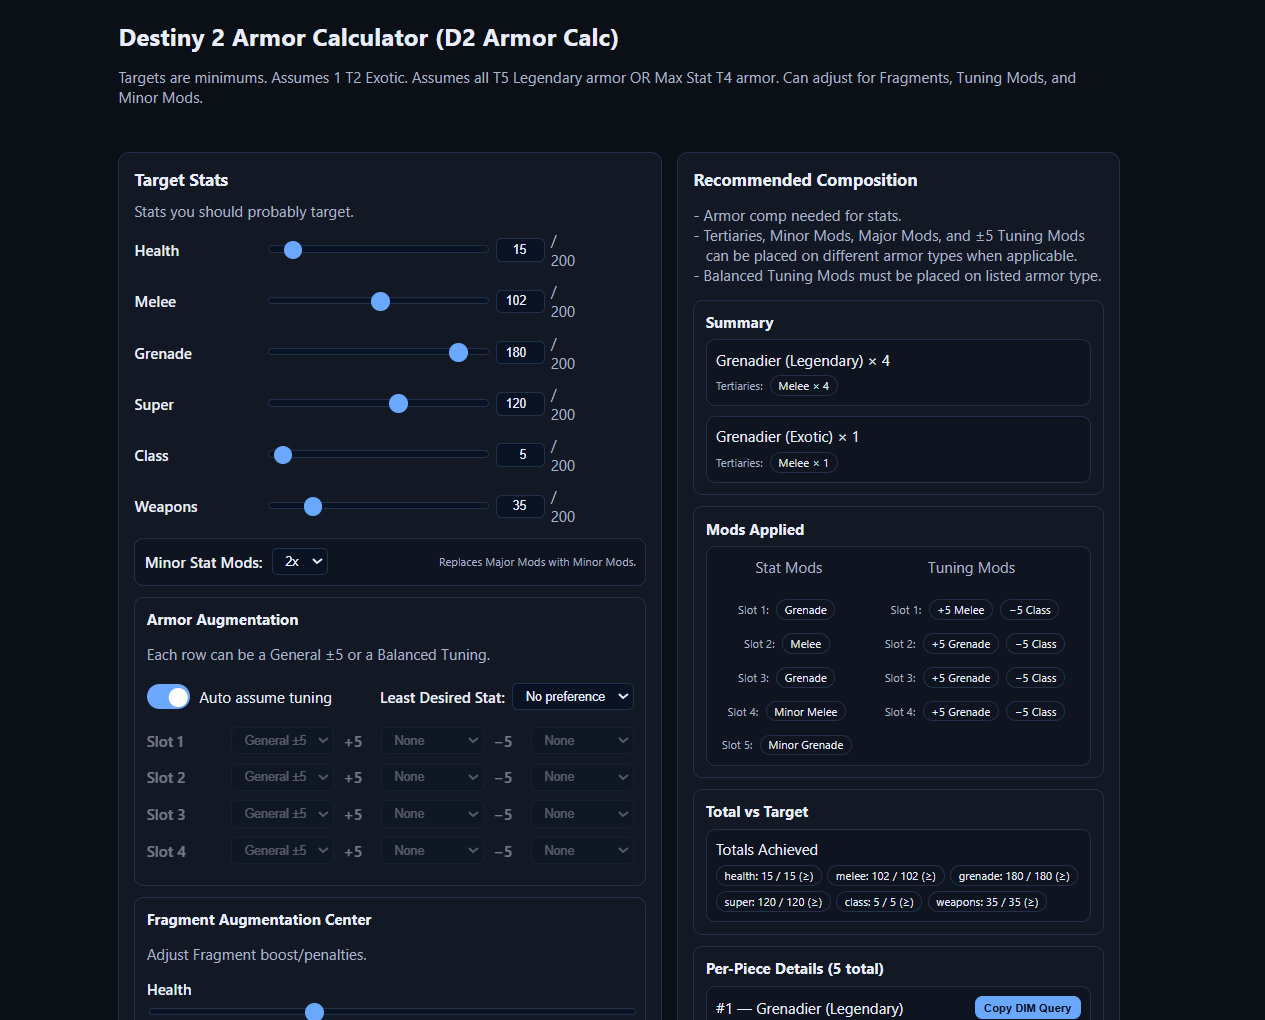 Destiny 2 Armor Calculator (D2 Armor Calc)
Targets are minimums. Assumes 1 T2 Exotic. Assumes all T5 Legendary armor OR Max Stat T4 armor. Can adjust for Fragments, Tuning Mods, and
Minor Mods.
Target Stats
Stats you should probably target.
Health 15 / 200
Melee 102 / 200
Grenade 180 / 200
Super 120 / 200
Class 5 / 200
Weapons 35 / 200
Minor Stat Mods: 2x Replaces Major Mods with Minor Mods.
Armor Augmentation
Each row can be a General ±5 or a Balanced Tuning.
Auto assume tuning Least Desired Stat: No preference
Slot 1 General ±5 +5 None −5 None
Slot 2 General ±5 +5 None −5 None
Slot 3 General ±5 +5 None −5 None
Slot 4 General ±5 +5 None −5 None
Fragment Augmentation Center
Adjust Fragment boost/penalties.
Health
Recommended Composition
- Armor comp needed for stats.
- Tertiaries, Minor Mods, Major Mods, and ±5 Tuning Mods
can be placed on different armor types when applicable.
- Balanced Tuning Mods must be placed on listed armor type.
Summary
Grenadier (Legendary) × 4
Tertiaries: Melee × 4
Grenadier (Exotic) × 1
Tertiaries: Melee × 1
Mods Applied
Stat Mods Tuning Mods
Slot 1: Grenade Slot 1: +5 Melee −5 Class
Slot 2: Melee Slot 2: +5 Grenade −5 Class
Slot 3: Grenade Slot 3: +5 Grenade −5 Class
Slot 4: Minor Melee Slot 4: +5 Grenade −5 Class
Slot 5: Minor Grenade
Total vs Target
Totals Achieved
health: 15 / 15 (≥) melee: 102 / 102 (≥) grenade: 180 / 180 (≥)
super: 120 / 120 (≥) class: 5 / 5 (≥) weapons: 35 / 35 (≥)
Per-Piece Details (5 total)
#1 — Grenadier (Legendary) Copy DIM Query